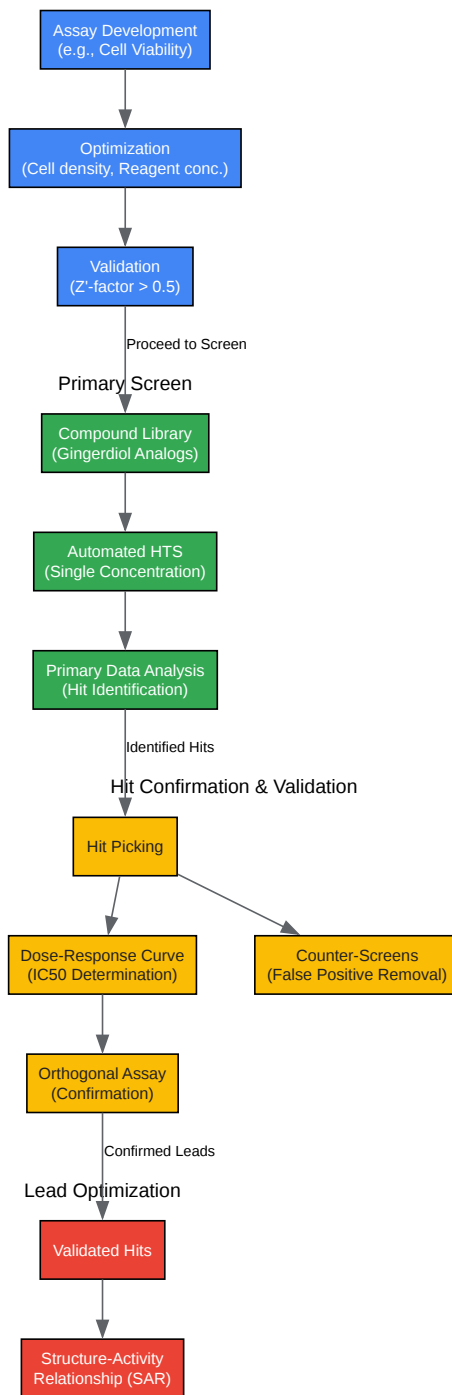 Assay Development
(e.g., Cell Viability)
Optimization
(Cell density, Reagent conc.)
Validation
(Z'-factor > 0.5)
Proceed to Screen
Primary Screen
Compound Library
(Gingerdiol Analogs)
Automated HTS
(Single Concentration)
Primary Data Analysis
(Hit Identification)
Identified Hits
Hit Confirmation & Validation
Hit Picking
Dose-Response Curve
(IC50 Determination)
Counter-Screens
(False Positive Removal)
Orthogonal Assay
(Confirmation)
Confirmed Leads
Lead Optimization
Validated Hits
Structure-Activity
Relationship (SAR)